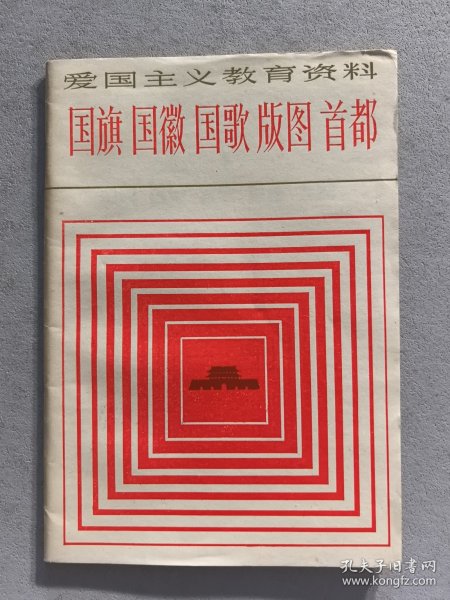 爱国主义教育资料
国旗 国徽 国歌 版图 首都
孔夫子旧书网
www.kongfz.com